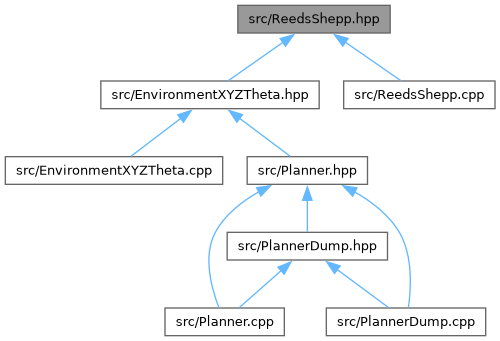 src/ReedsShepp.hpp
src/EnvironmentXYZTheta.hpp
src/ReedsShepp.cpp
src/EnvironmentXYZTheta.cpp
src/Planner.hpp
src/PlannerDump.hpp
src/Planner.cpp
src/PlannerDump.cpp